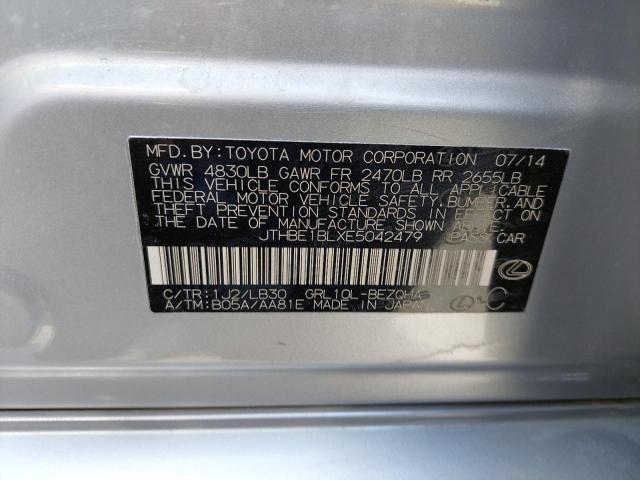 MFD. BY: TOYOTA MOTOR CORPORATION 07/14
GVWR 4830LB GAWR FR 2470LB RR 2655LB
THIS VEHICLE CONFORMS TO ALL APPLICABLE
FEDERAL MOTOR VEHICLE SAFETY, BUMPER, AND
THEFT PREVENTION STANDARDS IN EFFECT ON
THE DATE OF MANUFACTURE SHOWN ABOVE.
JTHBE1BLXE5042479 PASS CAR
C/TR: 1J2/LB30 GRL10L-BEZQHA
A/TM: B05A/AA81E MADE IN JAPAN
C